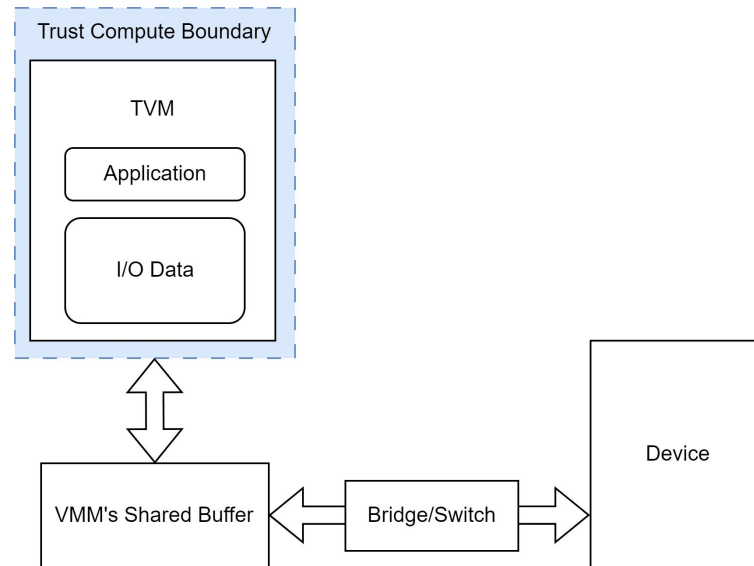 Trust Compute Boundary
TVM
Application
I/O Data
VMM's Shared Buffer
Bridge/Switch
Device